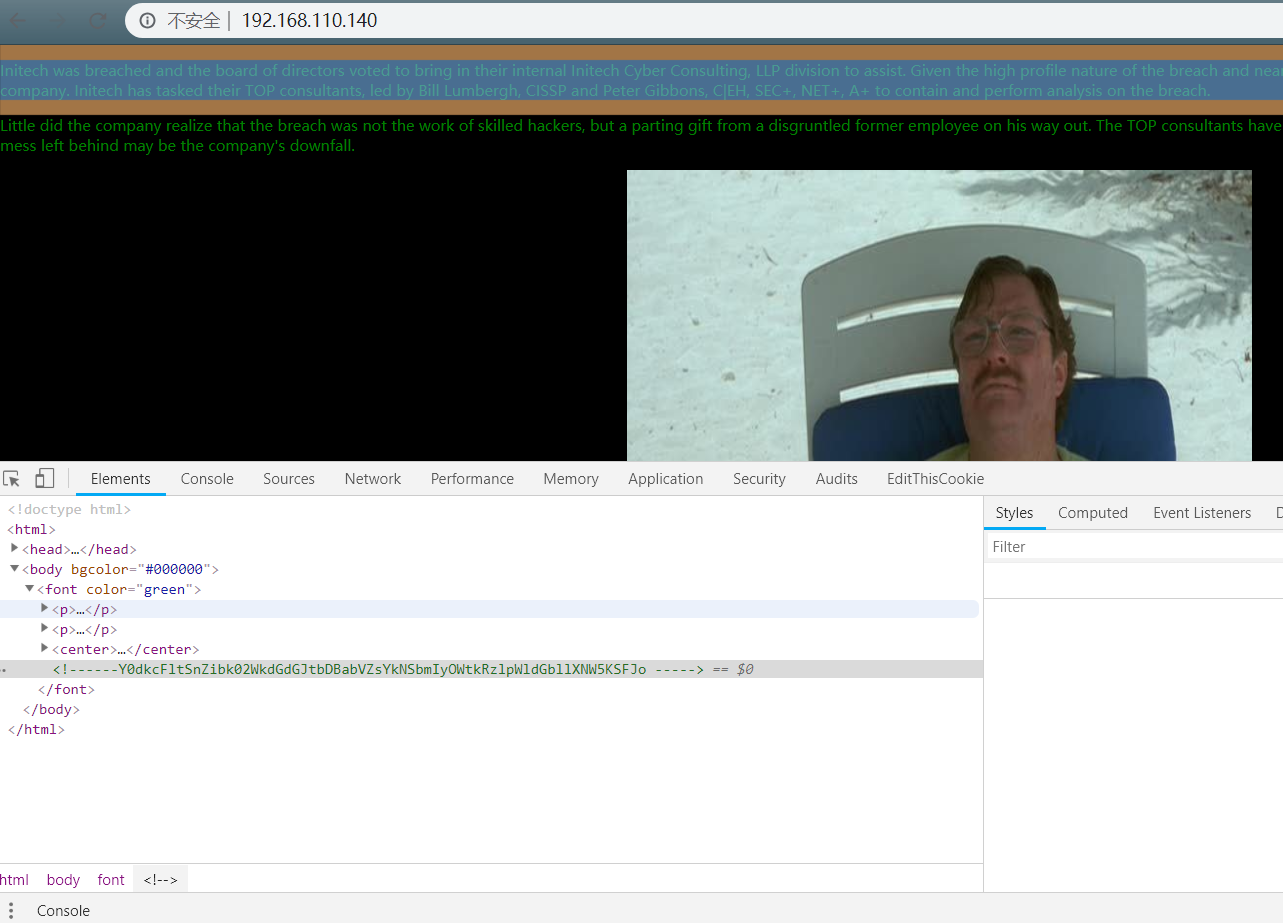 不安全 | 192.168.110.140
Initech was breached and the board of directors voted to bring in their internal Initech Cyber Consulting, LLP division to assist. Given the high profile nature of the breach and
company. Initech has tasked their TOP consultants, led by Bill Lumbergh, CISSP and Peter Gibbons, C|EH, SEC+, NET+, A+ to contain and perform analysis on the breach.
Little did the company realize that the breach was not the work of skilled hackers, but a parting gift from a disgruntled former employee on his way out. The TOP consultants have
mess left behind may be the company's downfall.
Elements Console Sources Network Performance Memory Application Security Audits EditThisCookie
<!doctype html>
<html>
<head>…</head>
<body bgcolor="#000000">
<font color="green">
<p>…</p>
<p>…</p>
<center>…</center>
<!------Y0dkcFltSnZibk02WkdGdGJtbDBabVZsYkNSbmIyOWtkRzlpWldGbllXNW5KSFJo -----> == $0
</font>
</body>
</html>
Styles Computed Event Listeners
Filter
html body font <!-->
Console